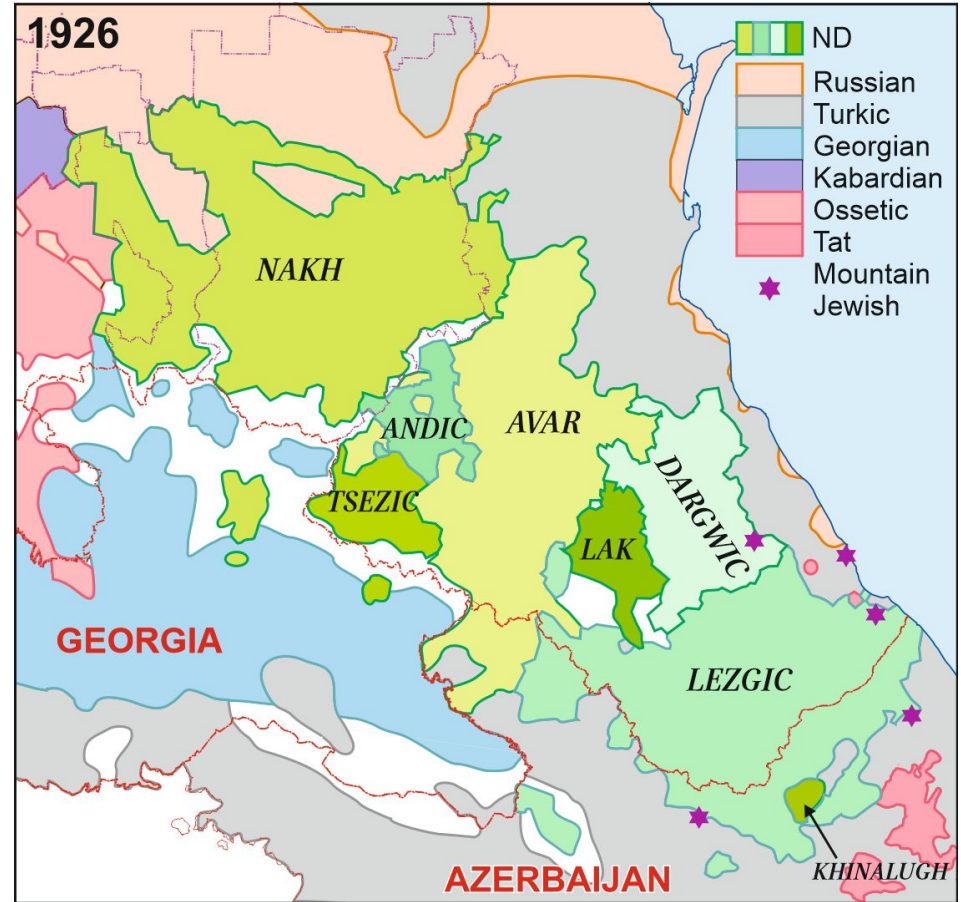 1926
ND
Russian
Turkic
Georgian
Kabardian
Ossetic
Tat
Mountain
Jewish
NAKH
ANDIC
AVAR
TSEZIC
LAK
DARGWIC
GEORGIA
LEZGIC
KHINALUGH
AZERBAIJAN